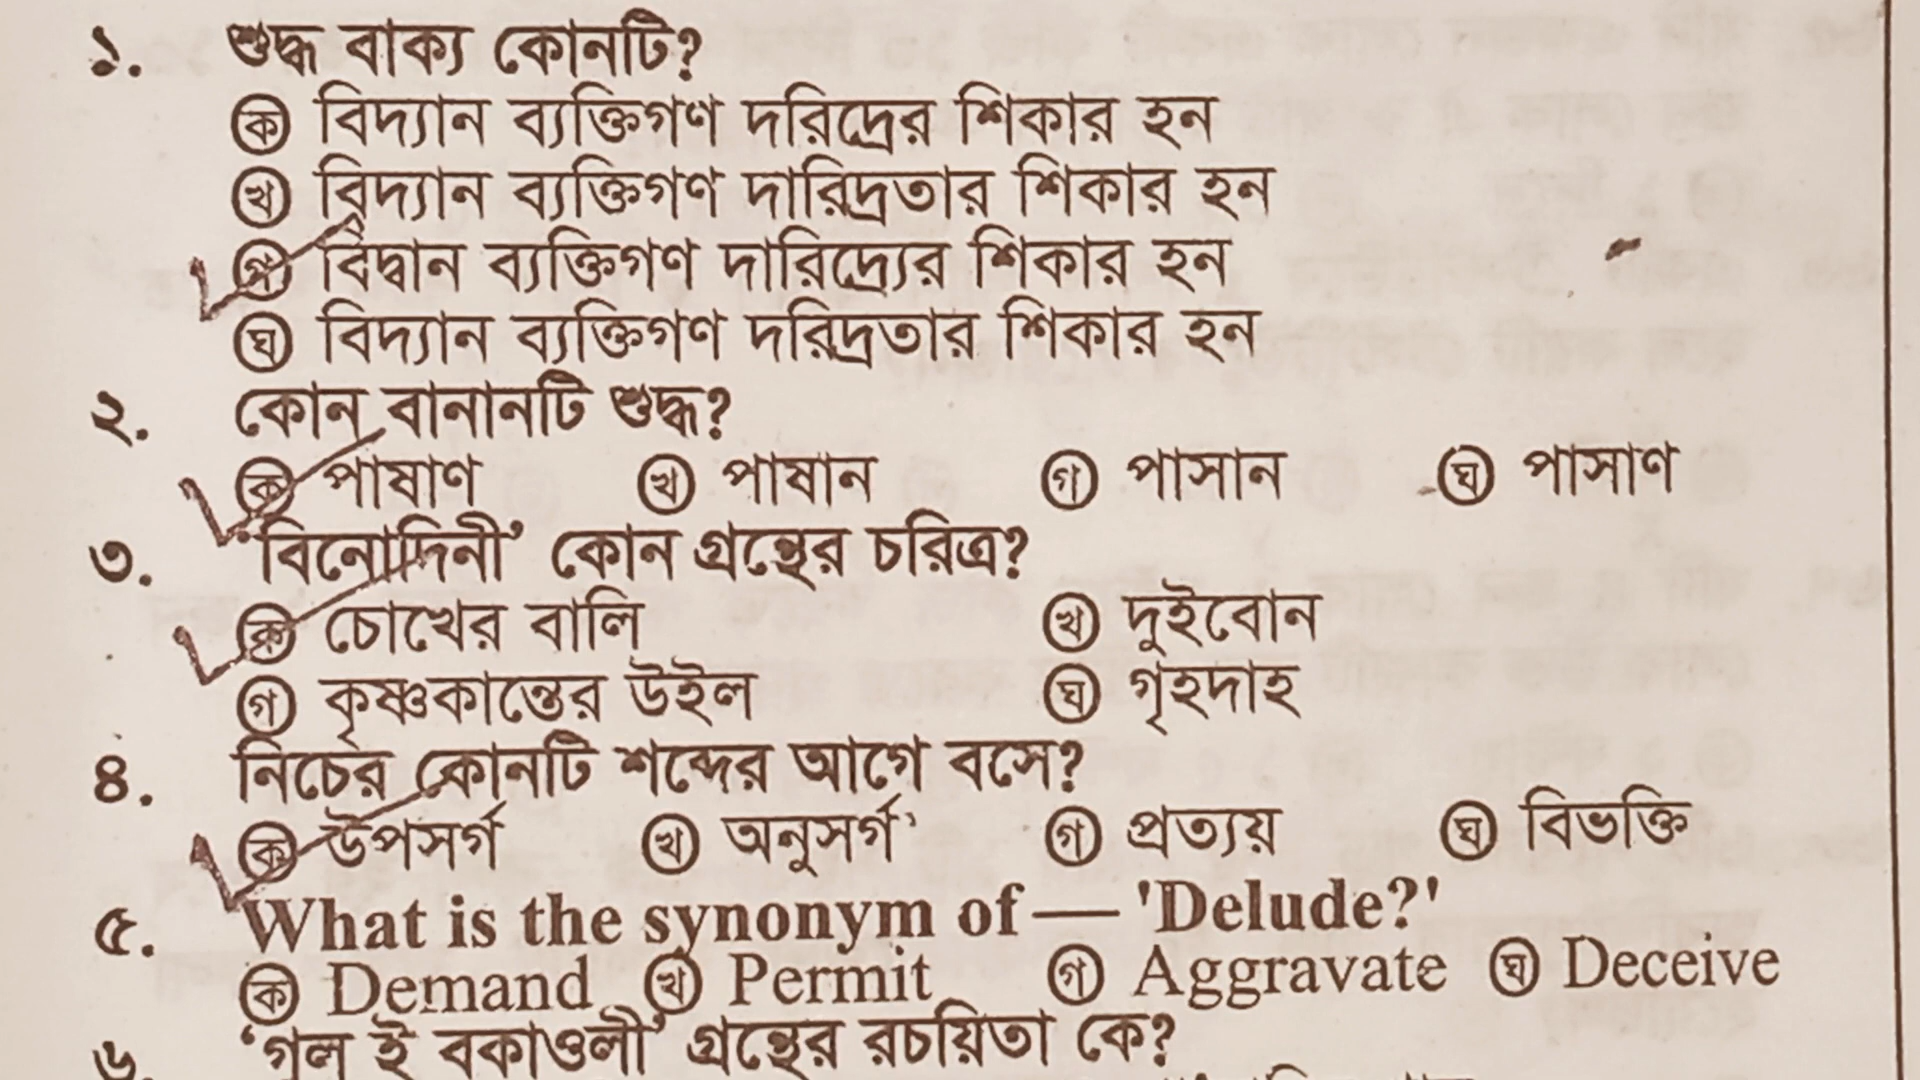 ১. শুদ্ধ বাক্য কোনটি?
ক বিদ্যান ব্যক্তিগণ দরিদ্রের শিকার হন
খ বিদ্যান ব্যক্তিগণ দারিদ্রতার শিকার হন
গ বিদ্বান ব্যক্তিগণ দারিদ্র্যের শিকার হন
ঘ বিদ্যান ব্যক্তিগণ দরিদ্রতার শিকার হন
২. কোন বানানটি শুদ্ধ?
ক পাষাণ খ পাষান গ পাসান ঘ পাসাণ
৩. ‘বিনোদিনী’ কোন গ্রন্থের চরিত্র?
ক চোখের বালি খ দুইবোন
গ কৃষ্ণকান্তের উইল ঘ গৃহদাহ
৪. নিচের কোনটি শব্দের আগে বসে?
ক উপসর্গ খ অনুসর্গ গ প্রত্যয় ঘ বিভক্তি
৫. What is the synonym of — 'Delude?'
ক Demand খ Permit গ Aggravate ঘ Deceive
৬. ‘গুল ই বকাওলী’ গ্রন্থের রচয়িতা কে?